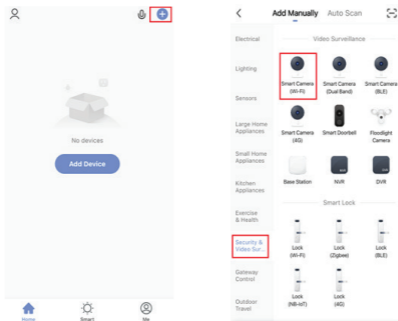 No devices
Add Device
Home
Smart
Me
Add Manually
Auto Scan
Electrical
Lighting
Sensors
Large Home
Appliances
Small Home
Appliances
Kitchen
Appliances
Exercise
& Health
Security &
Video Sur...
Gateway
Control
Outdoor
Travel
Video Surveillance
Smart Camera
(Wi-Fi)
Smart Camera
(Dual Band)
Smart Camera
(BLE)
Smart Camera
(4G)
Smart Doorbell
Floodlight
Camera
Base Station
NVR
DVR
Smart Lock
Lock
(Wi-Fi)
Lock
(Zigbee)
Lock
(BLE)
Lock
(NB-IoT)
Lock
(4G)